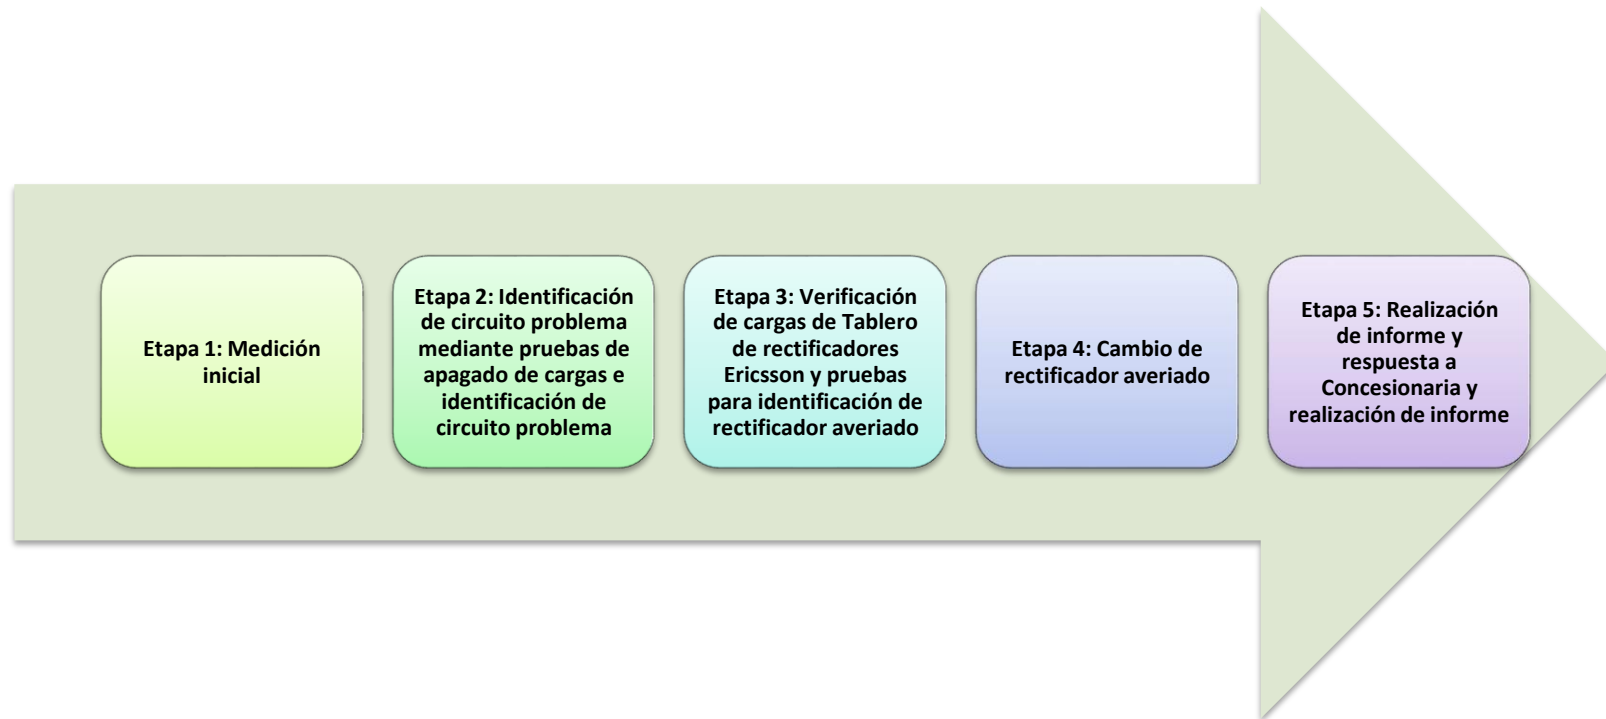 Etapa 1: Medición
inicial
Etapa 2: Identificación
de circuito problema
mediante pruebas de
apagado de cargas e
identificación de
circuito problema
Etapa 3: Verificación
de cargas de Tablero
de rectificadores
Ericsson y pruebas
para identificación de
rectificador averiado
Etapa 4: Cambio de
rectificador averiado
Etapa 5: Realización
de informe y
respuesta a
Concesionaria y
realización de informe